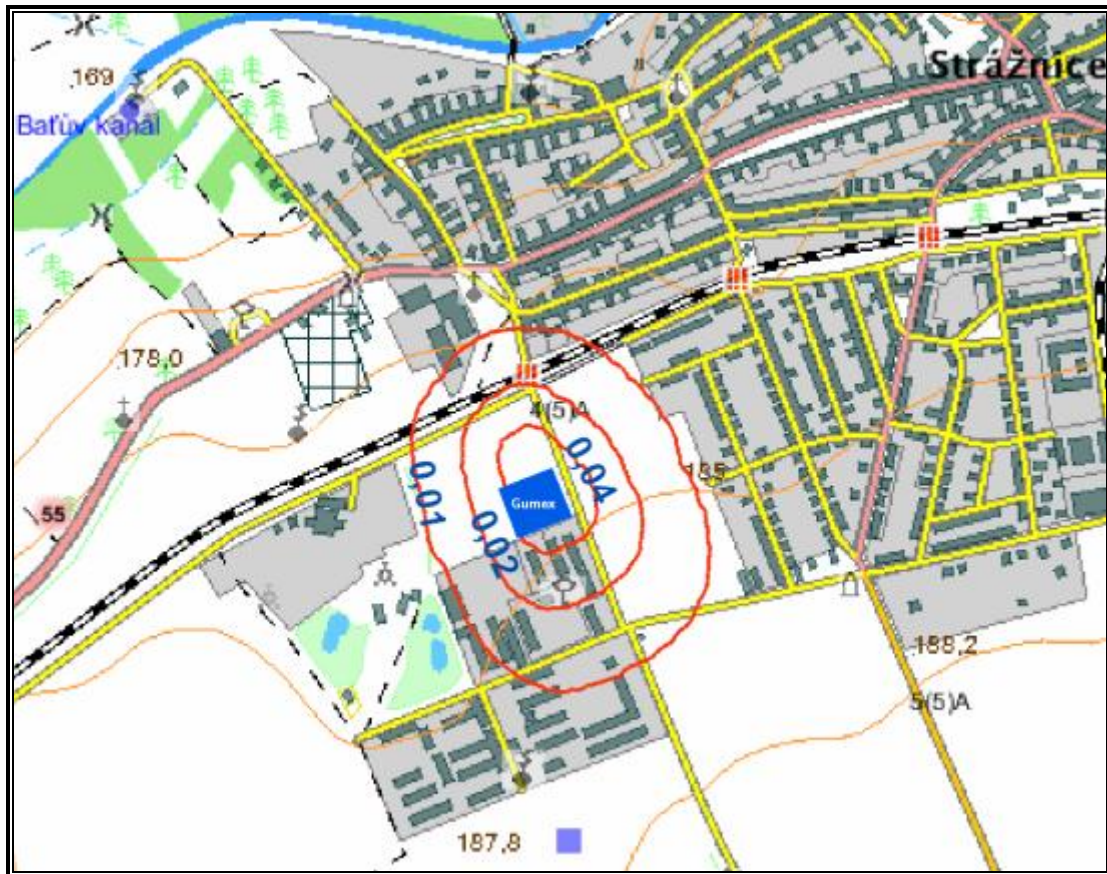 Strážnice
169
Baťův kanál
178,0
4(5)A
0,04
185
0,01
Gumex
55
0,02
188,2
5(5)A
187,8